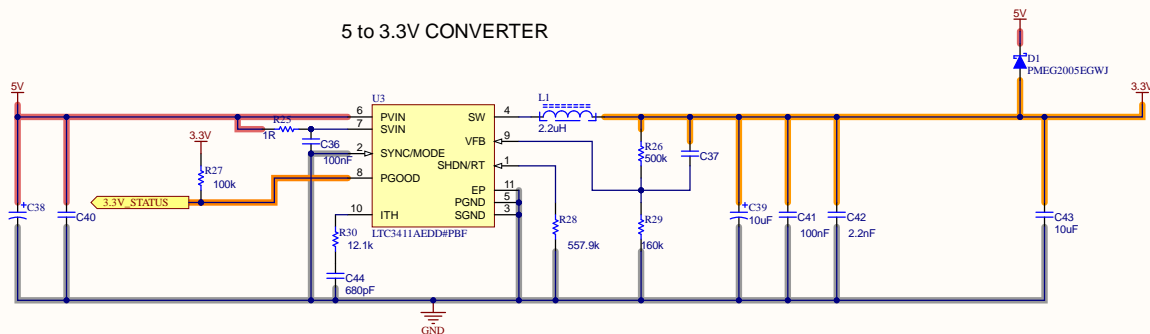 5 to 3.3V CONVERTER
5V
D1
PMEG2005EGWJ
5V
3.3V
U3
L1
2.2uH
6
PVIN
SW
4
R25
1R
7
SVIN
VFB
9
C36
100nF
3.3V
2
SYNC/MODE
SHDN/RT
1
R26
500k
C37
R27
100k
8
PGOOD
EP
11
3.3V_STATUS
PGND
5
10
ITH
SGND
3
LTC3411AEDD#PBF
C38
C40
R30
12.1k
R28
557.9k
R29
160k
C39
10uF
C41
100nF
C42
2.2nF
C43
10uF
C44
680pF
GND